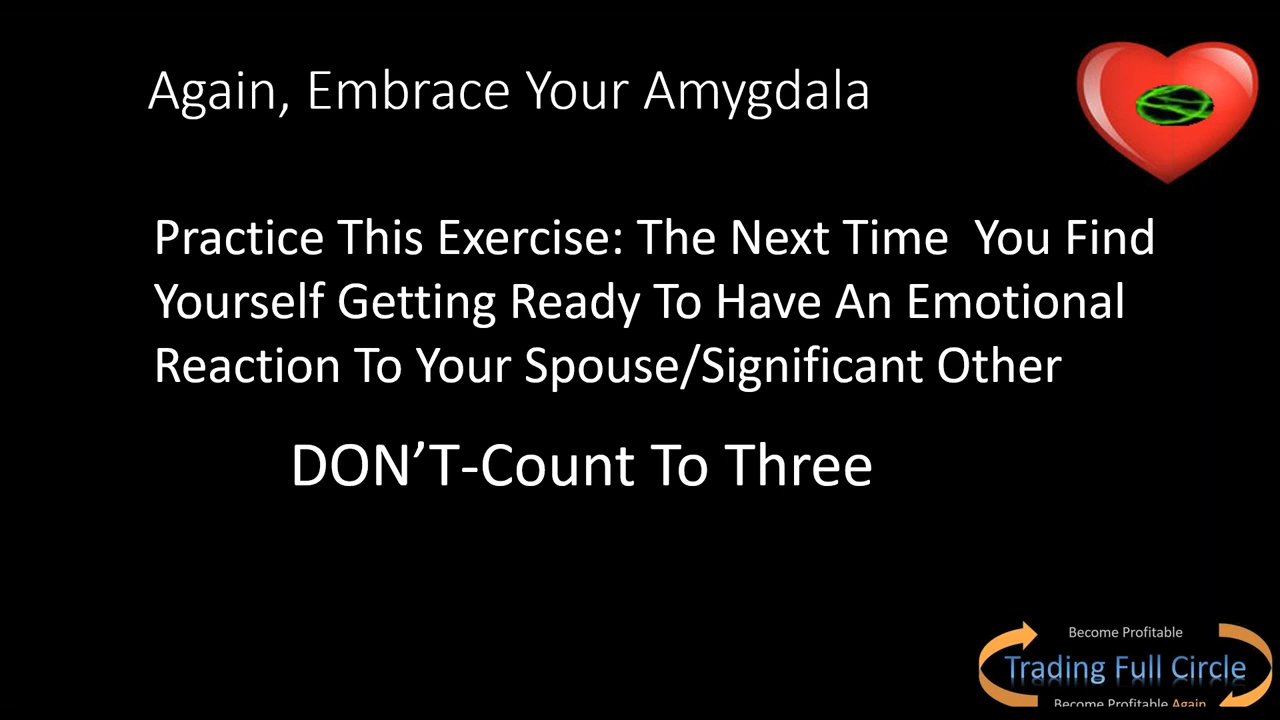 Again, Embrace Your Amygdala
Practice This Exercise: The Next Time  You Find
Yourself Getting Ready To Have An Emotional
Reaction To Your Spouse/Significant Other
DON’T-Count To Three
Become Profitable
Trading Full Circle
Become Profitable Again